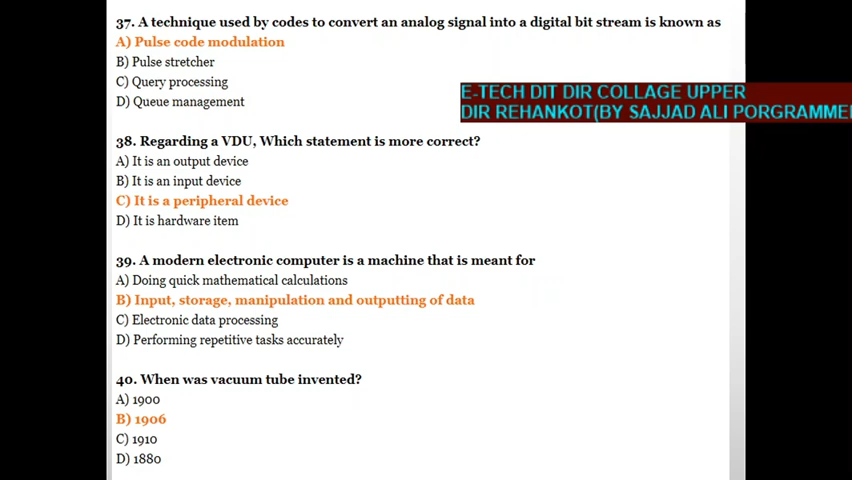 37. A technique used by codes to convert an analog signal into a digital bit stream is known as
A) Pulse code modulation
B) Pulse stretcher
C) Query processing
D) Queue management
E-TECH DIT DIR COLLAGE UPPER
DIR REHANKOT(BY SAJJAD ALI PORGRAMMER
38. Regarding a VDU, Which statement is more correct?
A) It is an output device
B) It is an input device
C) It is a peripheral device
D) It is hardware item
39. A modern electronic computer is a machine that is meant for
A) Doing quick mathematical calculations
B) Input, storage, manipulation and outputting of data
C) Electronic data processing
D) Performing repetitive tasks accurately
40. When was vacuum tube invented?
A) 1900
B) 1906
C) 1910
D) 1880